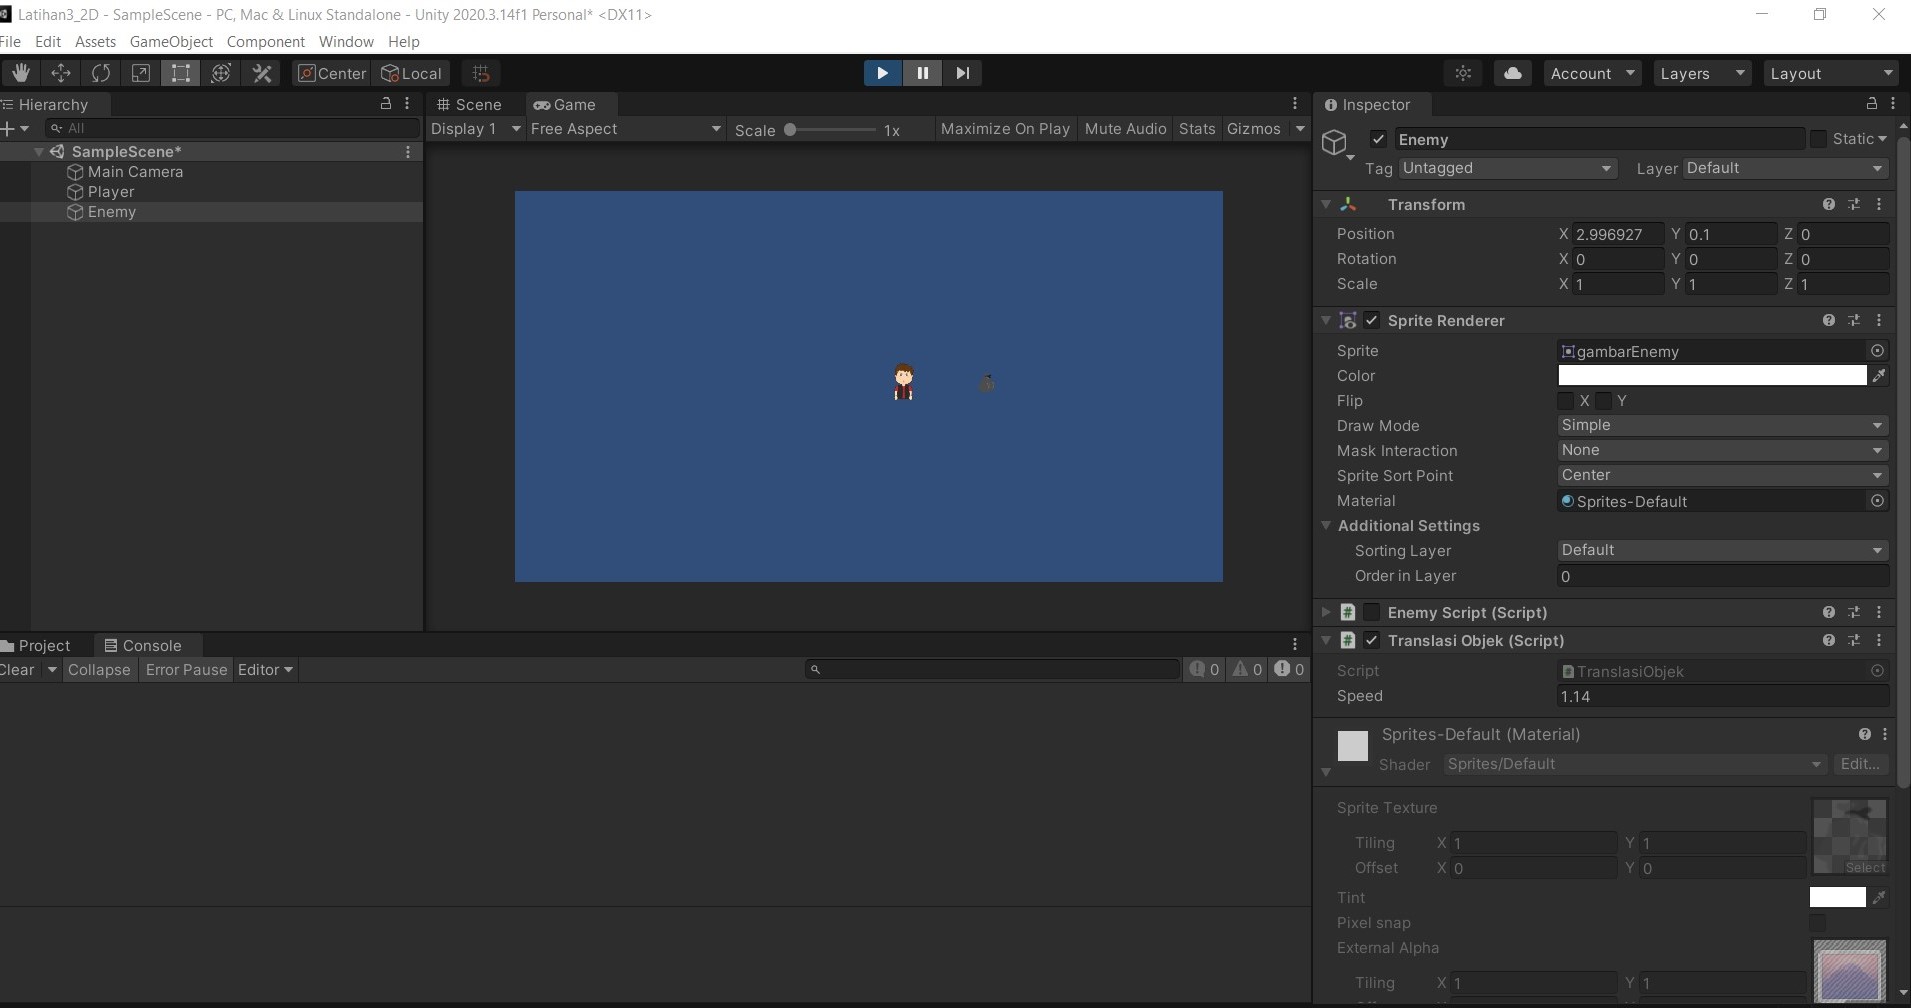 Latihan3_2D - SampleScene - PC, Mac & Linux Standalone - Unity 2020.3.14f1 Personal* <DX11>
File Edit Assets GameObject Component Window Help
Center Local Account Layers Layout
Hierarchy
All
SampleScene*
Main Camera
Player
Enemy
Scene Game
Display 1 Free Aspect Scale 1x Maximize On Play Mute Audio Stats Gizmos
Project Console
Clear Collapse Error Pause Editor 0 0 0
Inspector
Enemy Static
Tag Untagged Layer Default
Transform
Position X 2.996927 Y 0.1 Z 0
Rotation X 0 Y 0 Z 0
Scale X 1 Y 1 Z 1
Sprite Renderer
Sprite gambarEnemy
Color
Flip X Y
Draw Mode Simple
Mask Interaction None
Sprite Sort Point Center
Material Sprites-Default
Additional Settings
Sorting Layer Default
Order in Layer 0
# Enemy Script (Script)
# Translasi Objek (Script)
Script TranslasiObjek
Speed 1.14
Sprites-Default (Material)
Shader Sprites/Default Edit...
Sprite Texture
Tiling X 1 Y 1
Offset X 0 Y 0
Select
Tint
Pixel snap
External Alpha
Tiling X 1 Y 1